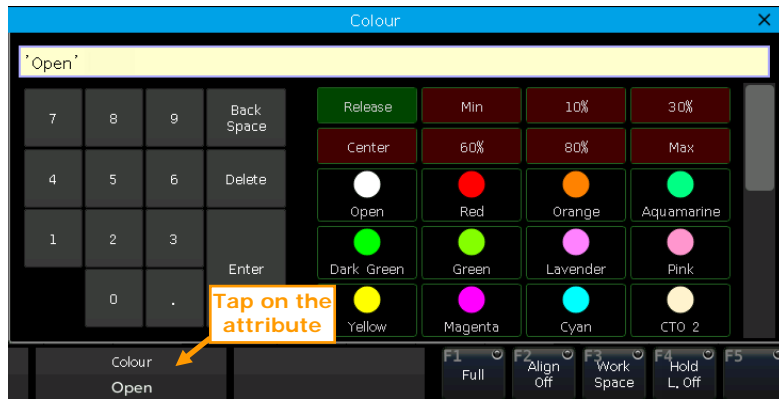 Colour
'Open'
7 8 9 Back Space
4 5 6 Delete
1 2 3
0 . Enter
Release Min 10% 30%
Center 60% 80% Max
Open Red Orange Aquamarine
Dark Green Green Lavender Pink
Yellow Magenta Cyan CTO 2
Tap on the
attribute
Colour
Open
F1 Full
F2 Align Off
F3 Work Space
F4 Hold L. Off
F5